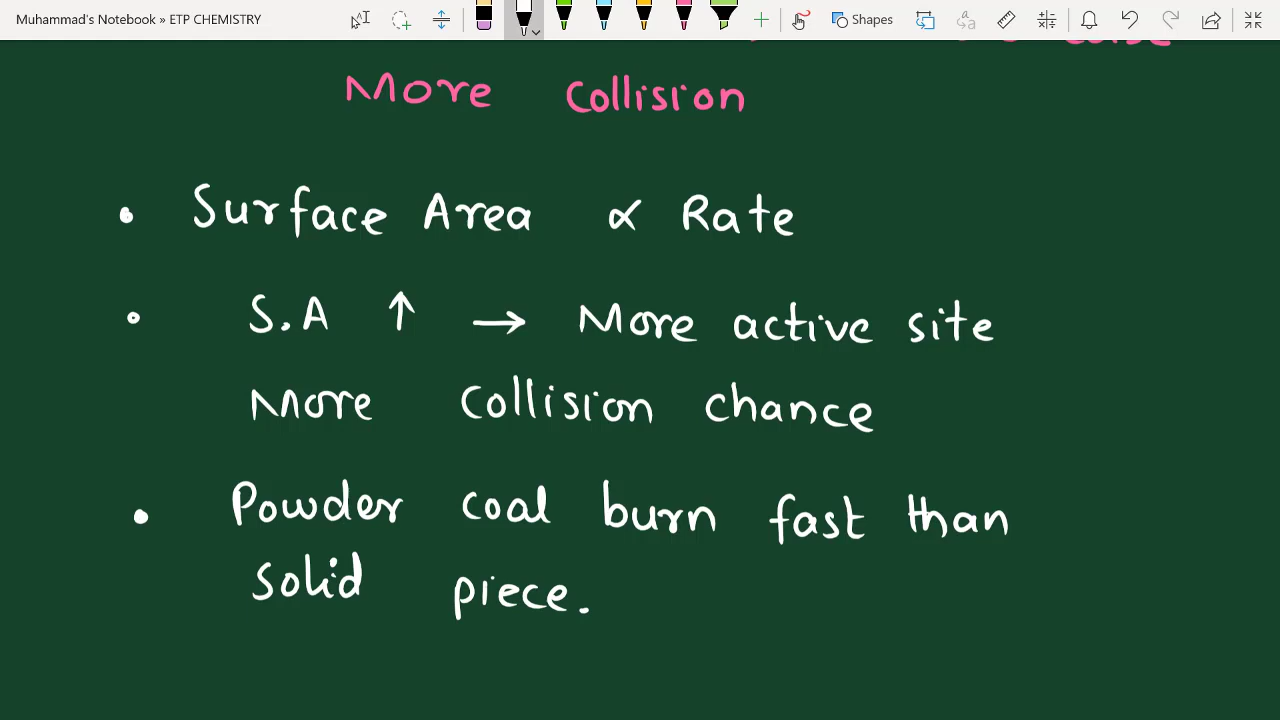 Muhammad's Notebook » ETP CHEMISTRY
Shapes
More Collision
• Surface Area ∝ Rate
• S.A ↑ → More active site
More Collision chance
• Powder coal burn fast than
solid piece.